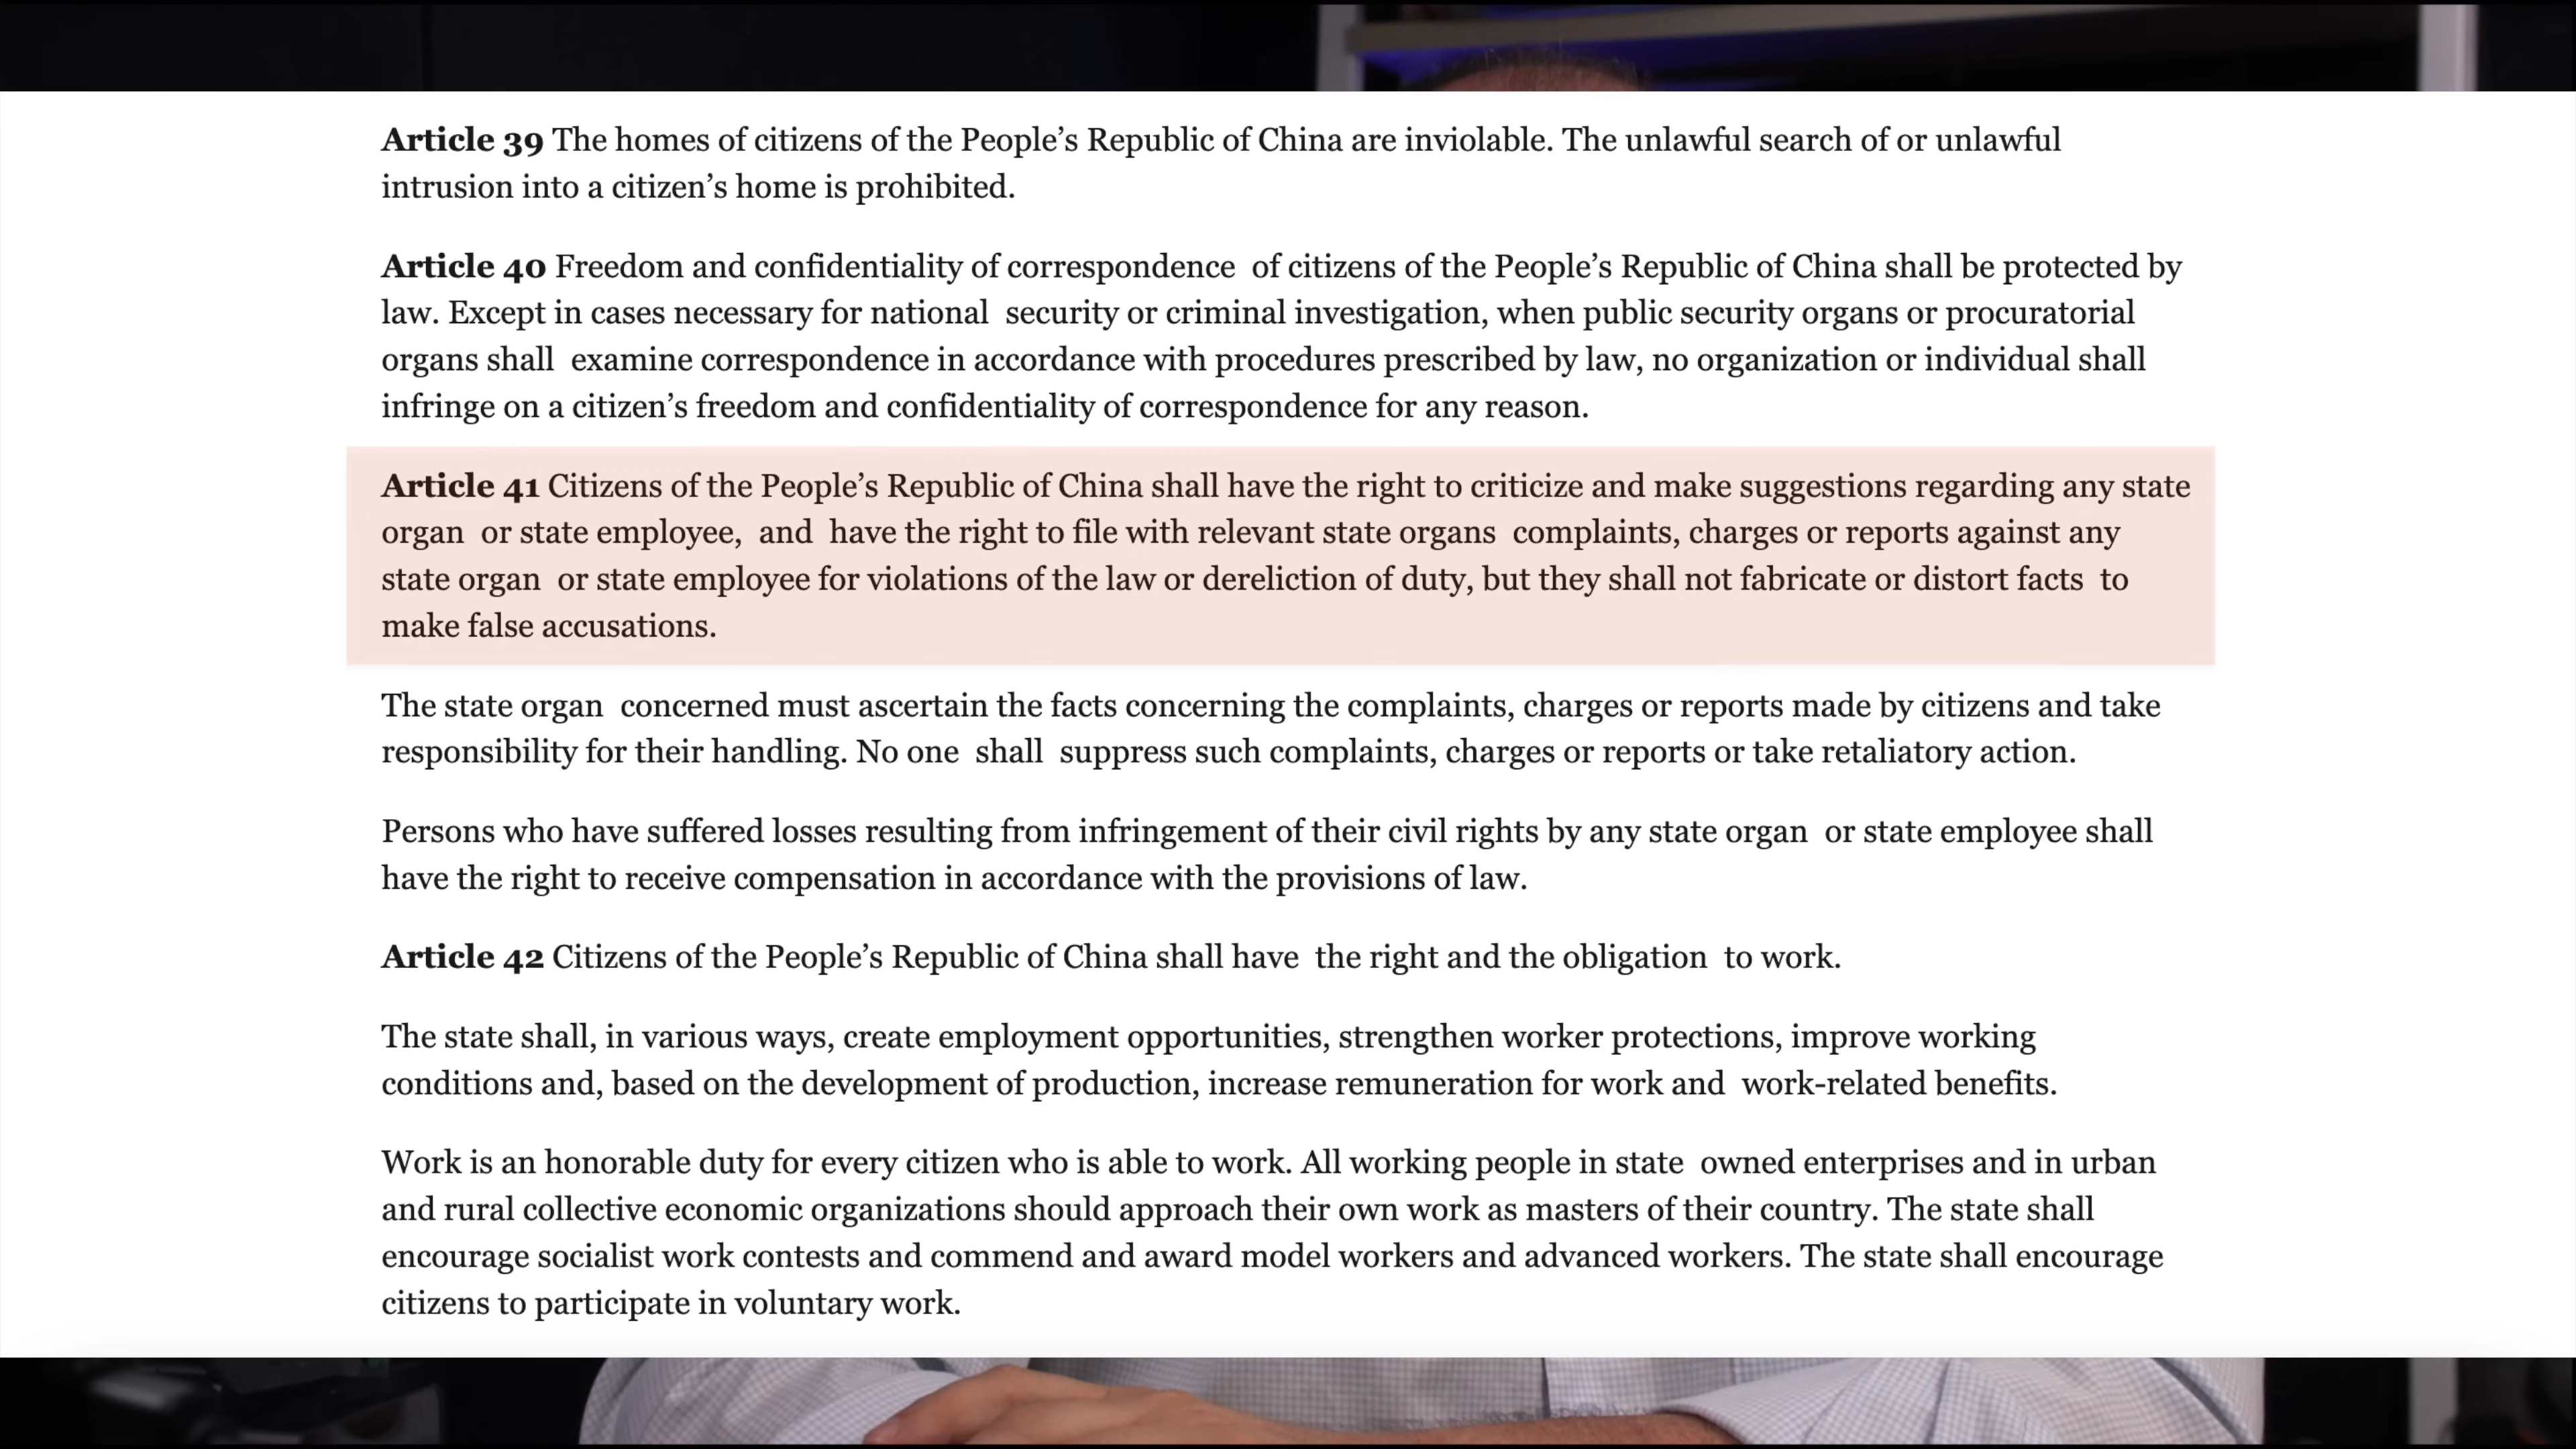 Article 39 The homes of citizens of the People’s Republic of China are inviolable. The unlawful search of or unlawful
intrusion into a citizen’s home is prohibited.
Article 40 Freedom and confidentiality of correspondence of citizens of the People’s Republic of China shall be protected by
law. Except in cases necessary for national security or criminal investigation, when public security organs or procuratorial
organs shall examine correspondence in accordance with procedures prescribed by law, no organization or individual shall
infringe on a citizen’s freedom and confidentiality of correspondence for any reason.
Article 41 Citizens of the People’s Republic of China shall have the right to criticize and make suggestions regarding any state
organ or state employee, and have the right to file with relevant state organs complaints, charges or reports against any
state organ or state employee for violations of the law or dereliction of duty, but they shall not fabricate or distort facts to
make false accusations.
The state organ concerned must ascertain the facts concerning the complaints, charges or reports made by citizens and take
responsibility for their handling. No one shall suppress such complaints, charges or reports or take retaliatory action.
Persons who have suffered losses resulting from infringement of their civil rights by any state organ or state employee shall
have the right to receive compensation in accordance with the provisions of law.
Article 42 Citizens of the People’s Republic of China shall have the right and the obligation to work.
The state shall, in various ways, create employment opportunities, strengthen worker protections, improve working
conditions and, based on the development of production, increase remuneration for work and work-related benefits.
Work is an honorable duty for every citizen who is able to work. All working people in state owned enterprises and in urban
and rural collective economic organizations should approach their own work as masters of their country. The state shall
encourage socialist work contests and commend and award model workers and advanced workers. The state shall encourage
citizens to participate in voluntary work.